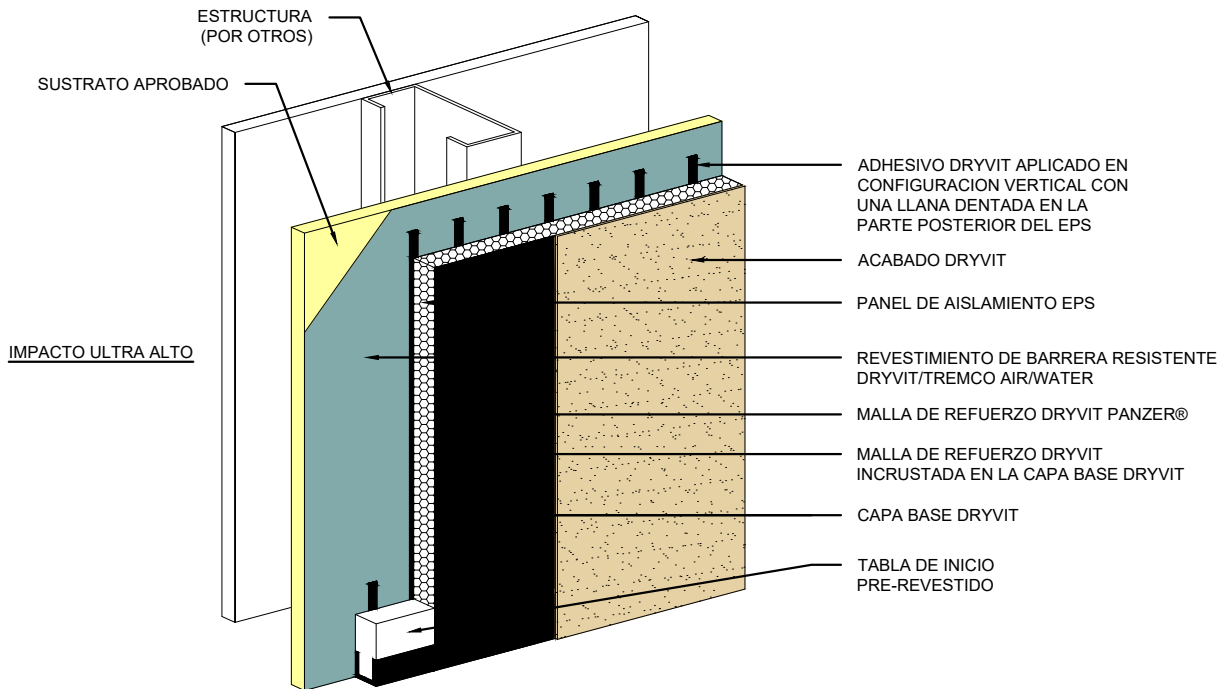 ESTRUCTURA
(POR OTROS)
SUSTRATO APROBADO
IMPACTO ULTRA ALTO
ADHESIVO DRYVIT APLICADO EN
CONFIGURACION VERTICAL CON
UNA LLANA DENTADA EN LA
PARTE POSTERIOR DEL EPS
ACABADO DRYVIT
PANEL DE AISLAMIENTO EPS
REVESTIMIENTO DE BARRERA RESISTENTE
DRYVIT/TREMCO AIR/WATER
MALLA DE REFUERZO DRYVIT PANZER®
MALLA DE REFUERZO DRYVIT
INCRUSTADA EN LA CAPA BASE DRYVIT
CAPA BASE DRYVIT
TABLA DE INICIO
PRE-REVESTIDO